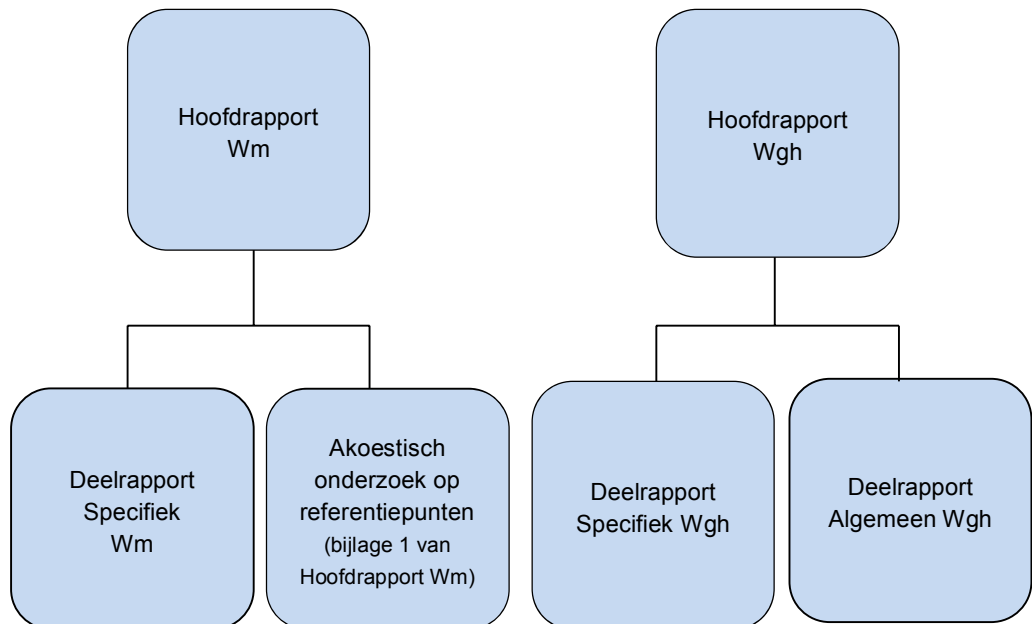 Hoofdrapport
Wm
Hoofdrapport
Wgh
Deelrapport
Specifiek
Wm
Akoestisch
onderzoek op
referentiepunten
(bijlage 1 van
Hoofdrapport Wm)
Deelrapport
Specifiek Wgh
Deelrapport
Algemeen Wgh